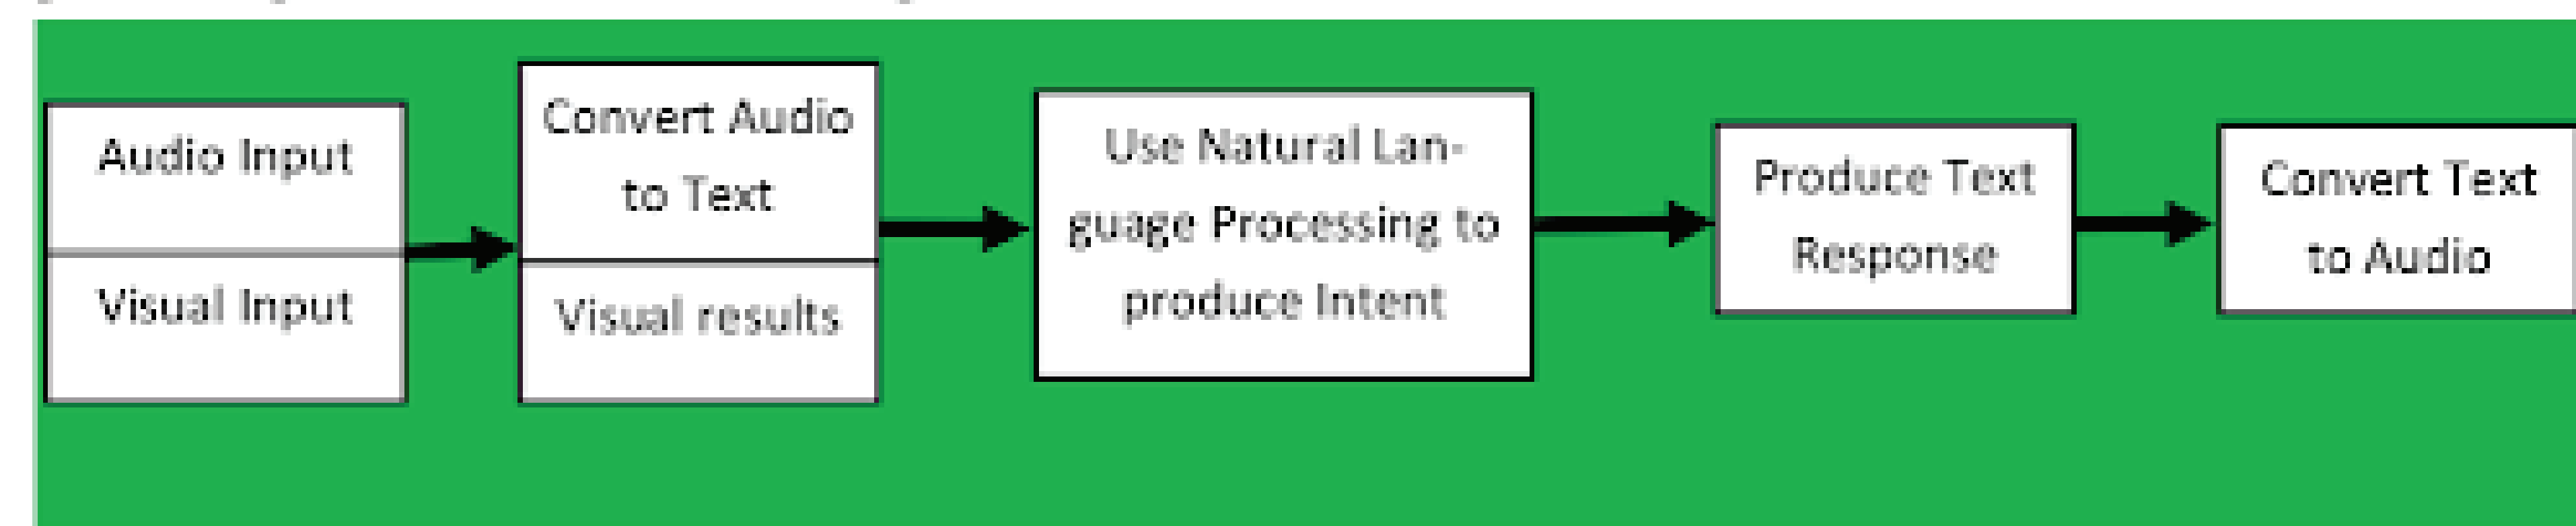 Audio Input
Visual Input
Convert Audio
to Text
Visual results
Use Natural Lan-
guage Processing to
produce Intent
Produce Text
Response
Convert Text
to Audio